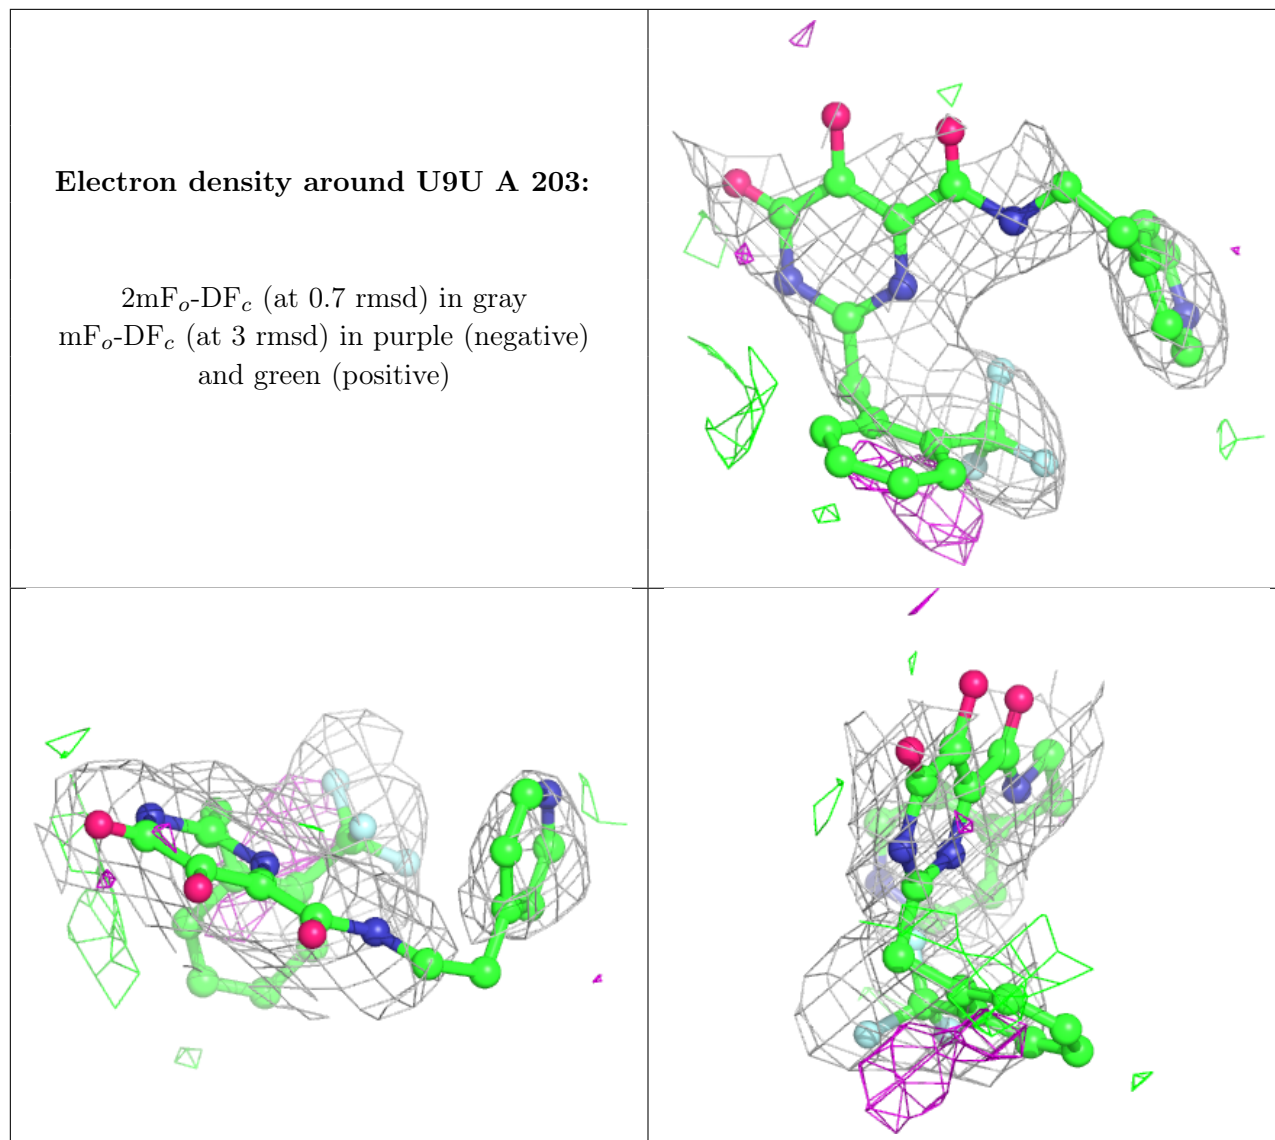 Electron density around U9U A 203:
2mFo-DFc (at 0.7 rmsd) in gray
mFo-DFc (at 3 rmsd) in purple (negative)
and green (positive)